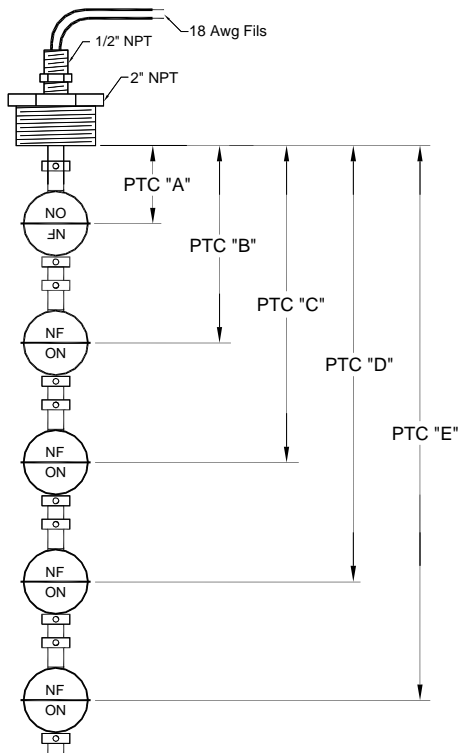 18 Awg Fils
1/2" NPT
2" NPT
PTC "A"
ON
NF
PTC "B"
PTC "C"
NF
ON
PTC "D"
PTC "E"
NF
ON
NF
ON
NF
ON